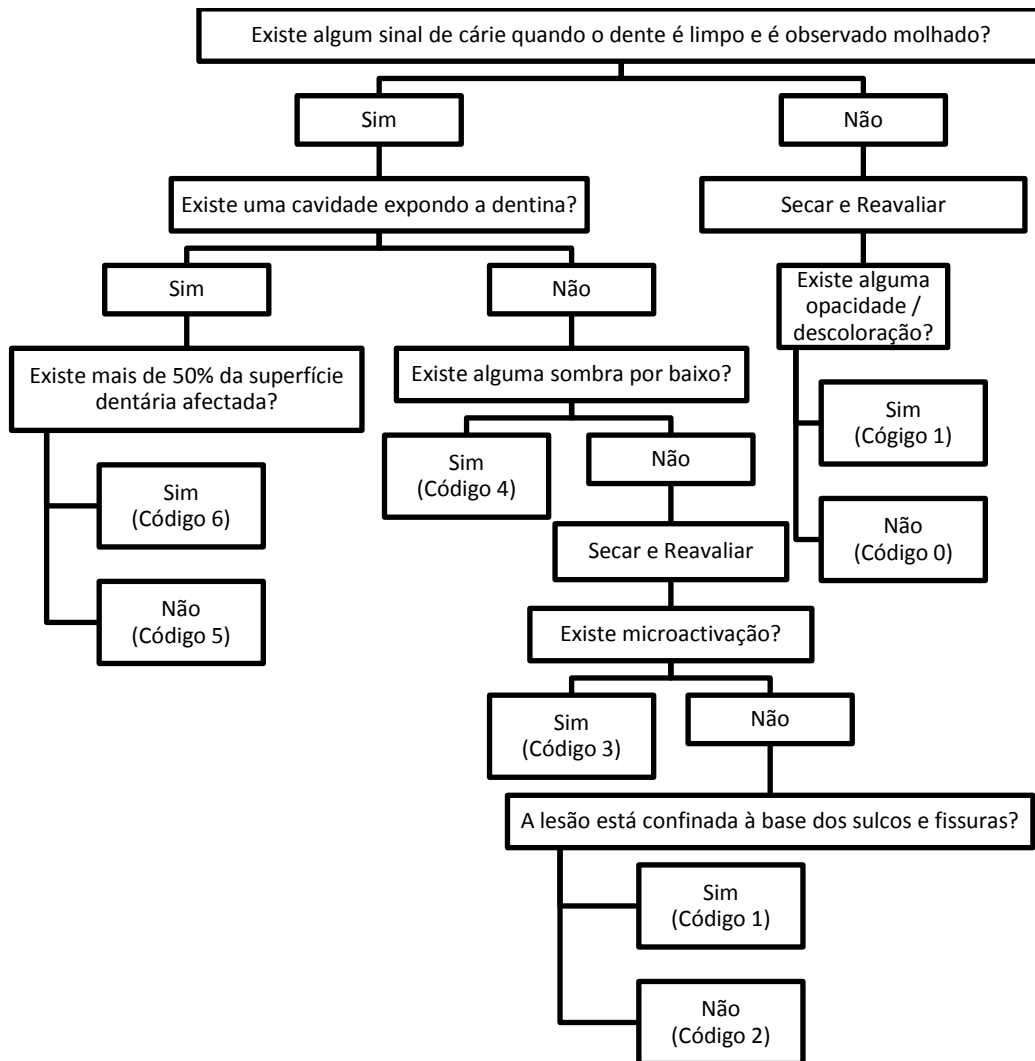 Existe algum sinal de cárie quando o dente é limpo e é observado molhado?
Sim
Não
Existe uma cavidade expondo a dentina?
Secar e Reavaliar
Sim
Não
Existe alguma
opacidade /
descoloração?
Existe mais de 50% da superfície
dentária afectada?
Existe alguma sombra por baixo?
Sim
(Cógigo 1)
Sim
(Código 4)
Não
Sim
(Código 6)
Não
(Código 0)
Secar e Reavaliar
Não
(Código 5)
Existe microactivação?
Sim
(Código 3)
Não
A lesão está confinada à base dos sulcos e fissuras?
Sim
(Código 1)
Não
(Código 2)